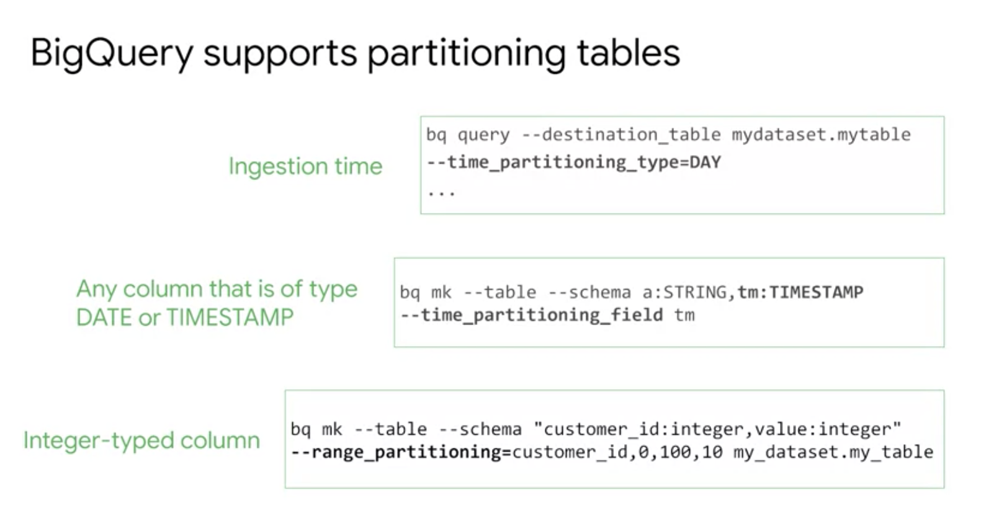 BigQuery supports partitioning tables
Ingestion time
bq query --destination_table mydataset.mytable
--time_partitioning_type=DAY
...
Any column that is of type
DATE or TIMESTAMP
bq mk --table --schema a:STRING,tm:TIMESTAMP
--time_partitioning_field tm
Integer-typed column
bq mk --table --schema "customer_id:integer,value:integer"
--range_partitioning=customer_id,0,100,10 my_dataset.my_table